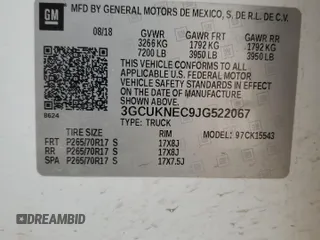 GM
MFD BY GENERAL MOTORS DE MEXICO, S, DE R.L. DE C.V.
08/18 GVWR GAWR FRT GAWR RR
3266 KG 1792 KG 1792 KG
7200 LB 3950 LB 3950 LB
THIS VEHICLE CONFORMS TO ALL APPLICABLE U.S. FEDERAL MOTOR
VEHICLE SAFETY STANDARDS IN EFFECT ON THE DATE OF
MANUFACTURE SHOWN ABOVE.
8624
3GCUKNEC9JG522067
TYPE: TRUCK
MODEL: 97CK15543
RIM
FRT P265/70R17 S 17X8J
RR P265/70R17 S 17X8J
SPA P265/70R17 S 17X7.5J
DREAMBID